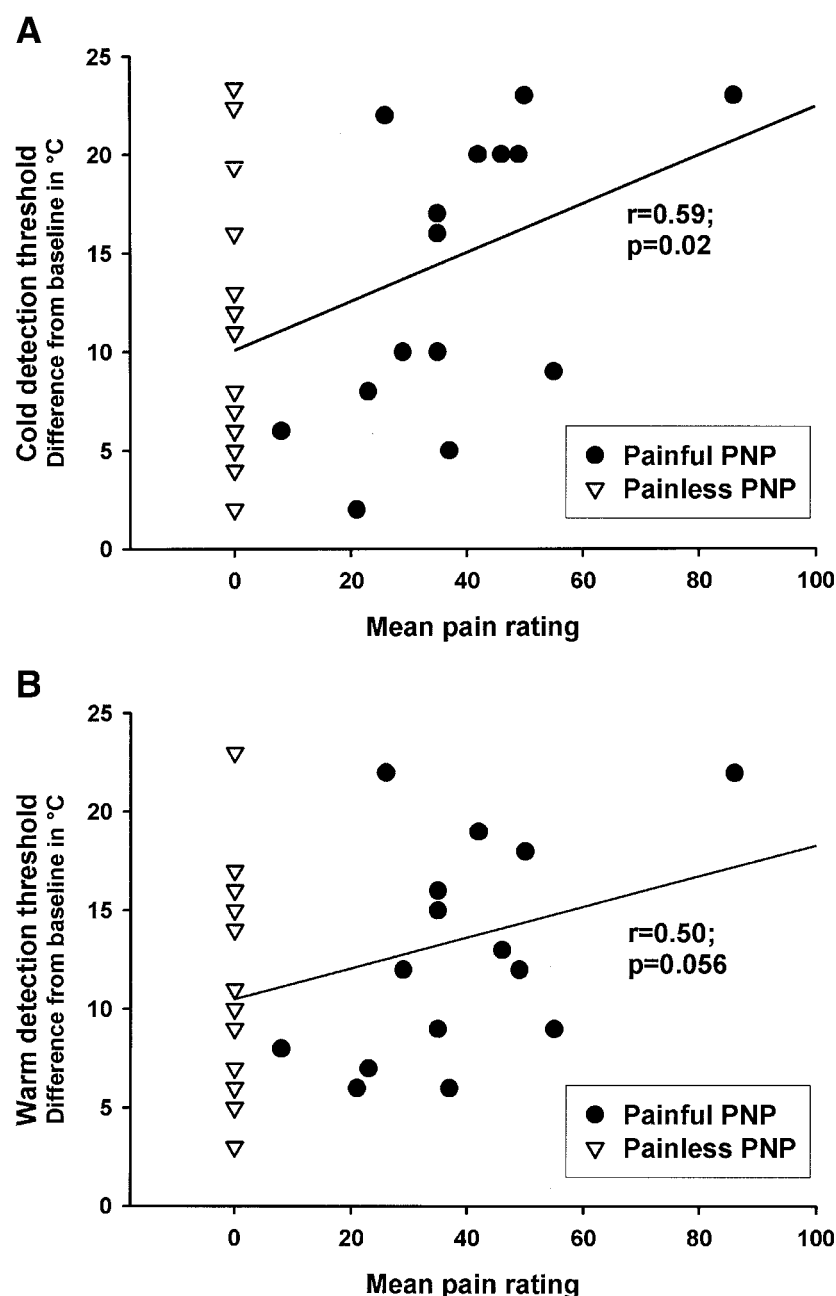 A
Cold detection threshold
Difference from baseline in °C
25
20
15
10
5
0
r=0.59;
p=0.02
Painful PNP
Painless PNP
0 20 40 60 80 100
Mean pain rating
B
Warm detection threshold
Difference from baseline in °C
25
20
15
10
5
0
r=0.50;
p=0.056
Painful PNP
Painless PNP
0 20 40 60 80 100
Mean pain rating